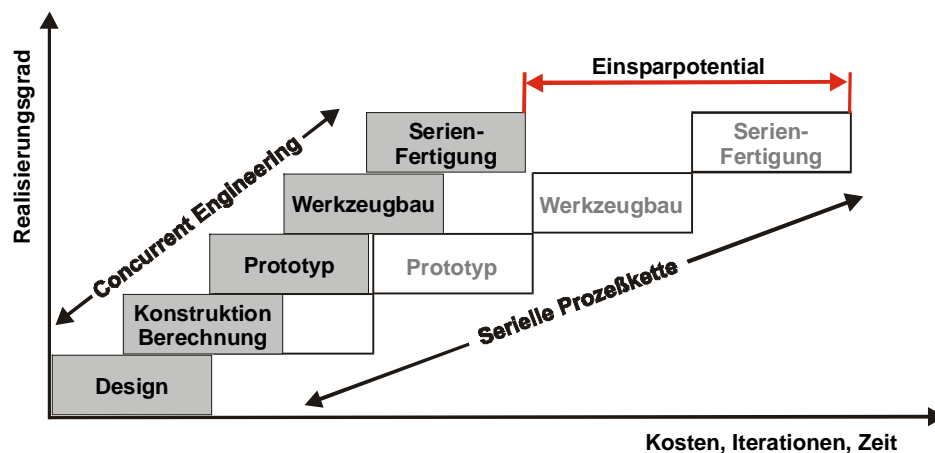 Einsparpotential
Realisierungsgrad
Concurrent Engineering
Serien-
Fertigung
Serien-
Fertigung
Werkzeugbau
Werkzeugbau
Prototyp
Prototyp
Serielle Prozeßkette
Konstruktion
Berechnung
Design
Kosten, Iterationen, Zeit